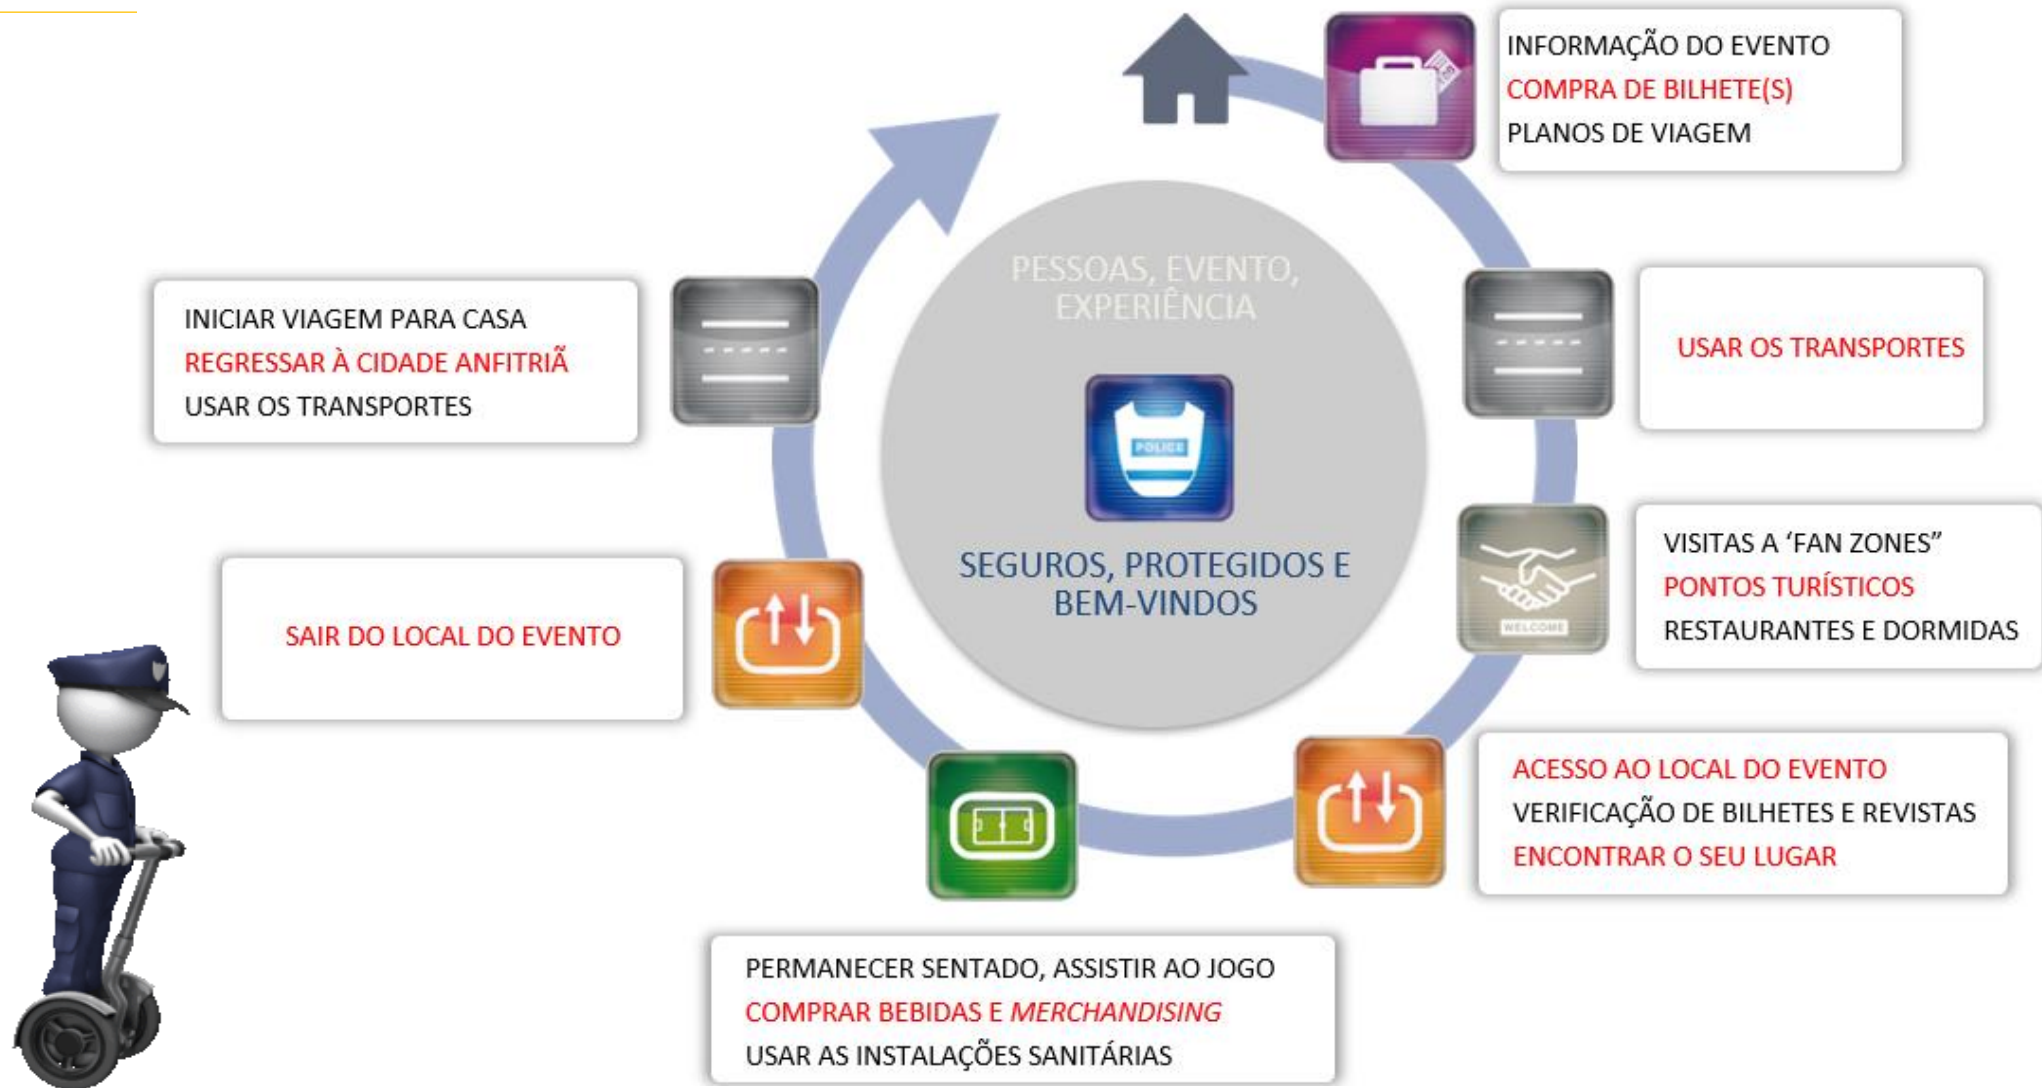 INFORMAÇÃO DO EVENTO
COMPRA DE BILHETE(S)
PLANOS DE VIAGEM
USAR OS TRANSPORTES
VISITAS A ‘FAN ZONES”
PONTOS TURÍSTICOS
RESTAURANTES E DORMIDAS
WELCOME
ACESSO AO LOCAL DO EVENTO
VERIFICAÇÃO DE BILHETES E REVISTAS
ENCONTRAR O SEU LUGAR
PERMANECER SENTADO, ASSISTIR AO JOGO
COMPRAR BEBIDAS E MERCHANDISING
USAR AS INSTALAÇÕES SANITÁRIAS
SAIR DO LOCAL DO EVENTO
INICIAR VIAGEM PARA CASA
REGRESSAR À CIDADE ANFITRIÃ
USAR OS TRANSPORTES
PESSOAS, EVENTO,
EXPERIÊNCIA
POLICE
SEGUROS, PROTEGIDOS E
BEM-VINDOS